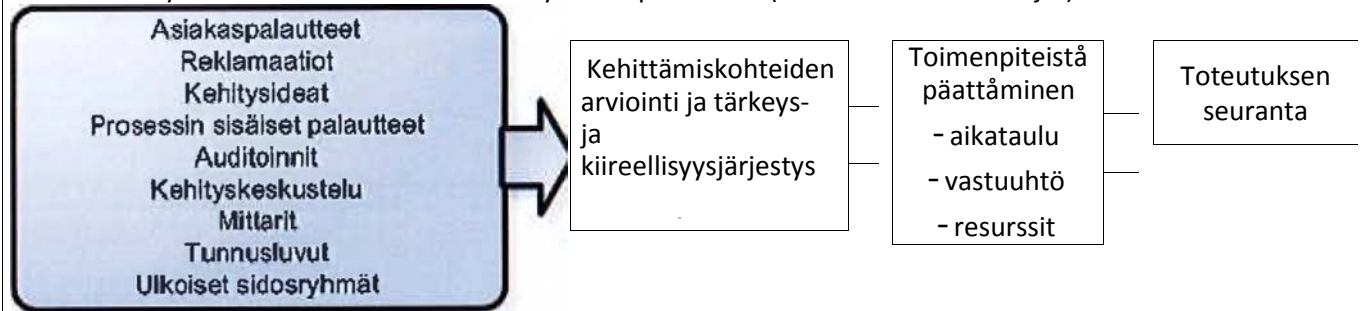 Asiakaspalautteet
Reklamaatiot
Kehitysideat
Prosessin sisäiset palautteet
Auditoinnit
Kehityskeskustelu
Mittarit
Tunnusluvut
Ulkoiset sidosryhmät
Kehittämiskohteiden
arviointi ja tärkeys-
ja
kiireellisyysjärjestys
Toimenpiteistå
påattåminen
- aikataulu
- vastuuhtö
- resurssit
Toteutuksen
seuranta